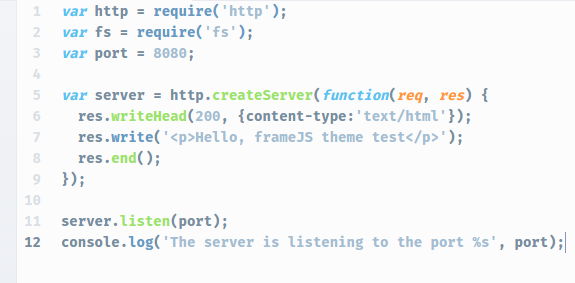 1 var http = require('http');
2 var fs = require('fs');
3 var port = 8080;
4
5 var server = http.createServer(function(req, res) {
6   res.writeHead(200, {content-type:'text/html'});
7   res.write('<p>Hello, frameJS theme test</p>');
8   res.end();
9 });
10
11 server.listen(port);
12 console.log('The server is listening to the port %s', port);